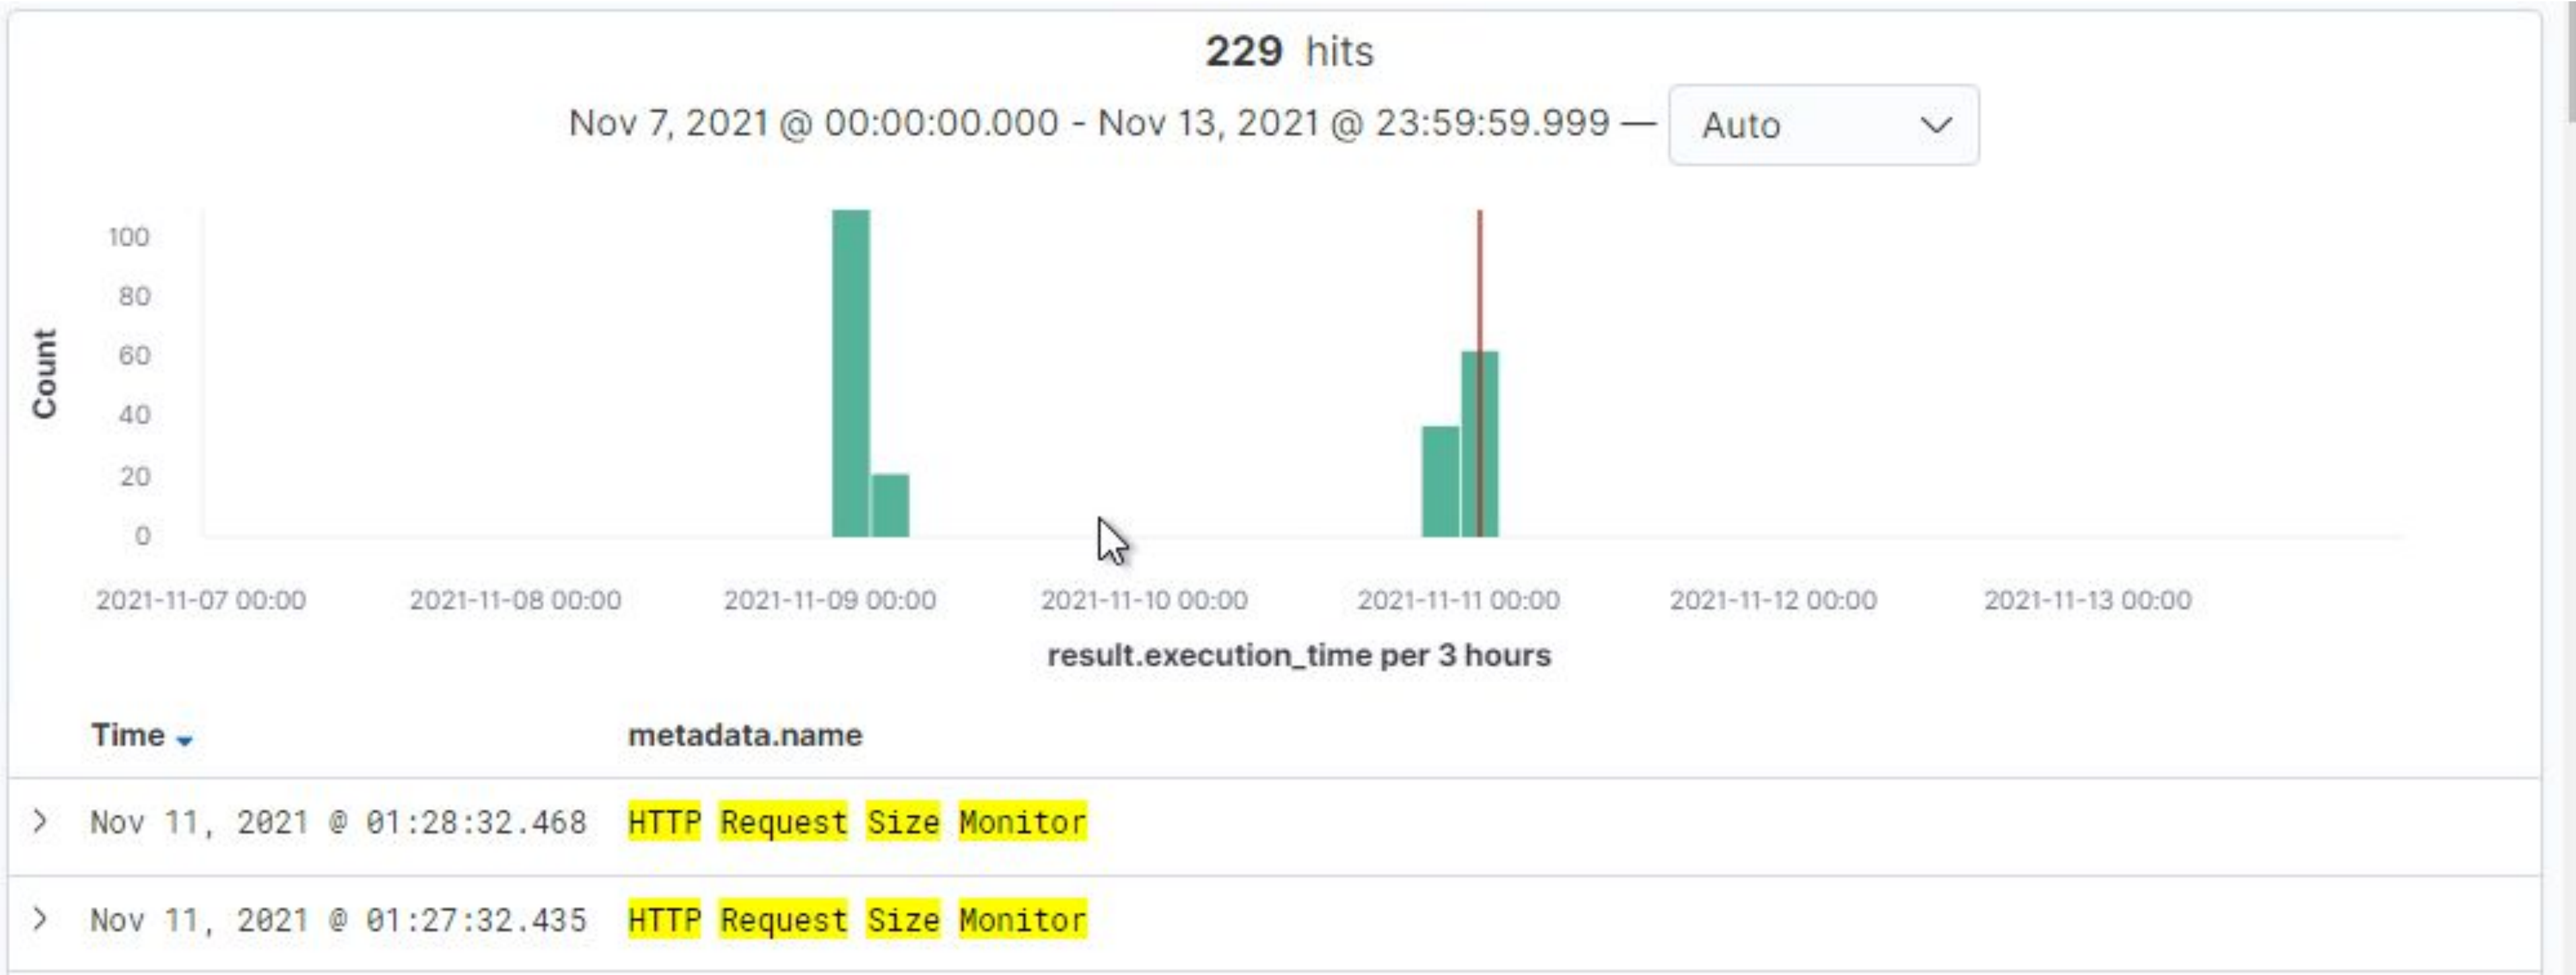 229 hits
Nov 7, 2021 @ 00:00:00.000 - Nov 13, 2021 @ 23:59:59.999 — Auto
Count
100
80
60
40
20
0
2021-11-07 00:00 2021-11-08 00:00 2021-11-09 00:00 2021-11-10 00:00 2021-11-11 00:00 2021-11-12 00:00 2021-11-13 00:00
result.execution_time per 3 hours
Time metadata.name
Nov 11, 2021 @ 01:28:32.468 HTTP Request Size Monitor
Nov 11, 2021 @ 01:27:32.435 HTTP Request Size Monitor